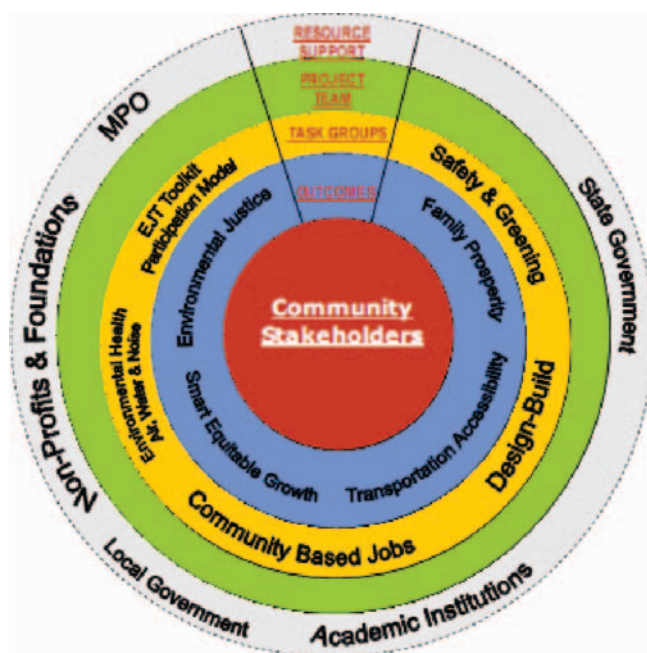 RESOURCE
SUPPORT
PROJECT
TEAM
TASK GROUPS
OUTCOMES
Community
Stakeholders
MPO
Non-Profits & Foundations
Local Government
Academic Institutions
State Government
EJT Toolkit
Participation Model
Environmental Health
Air, Water & Noise
Community Based Jobs
Design-Build
Safety & Greening
Environmental Justice
Smart Equitable Growth
Transportation Accessibility
Family Prosperity